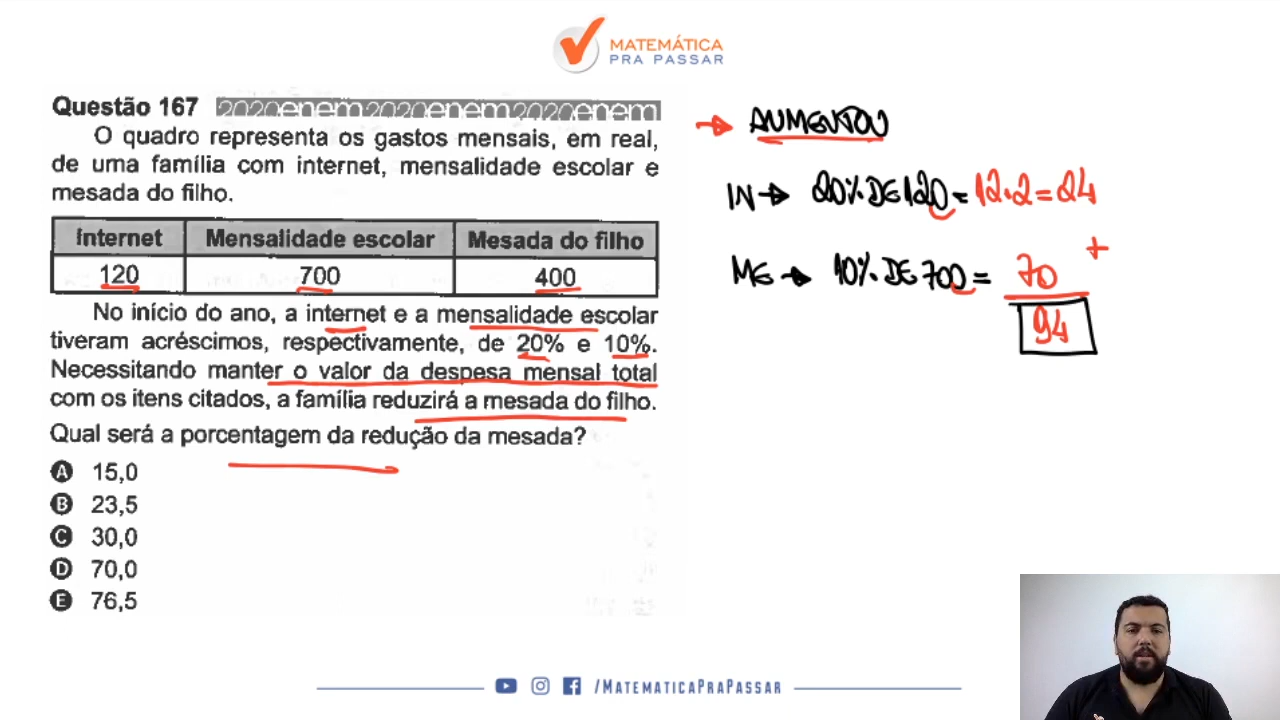 MATEMÁTICA
PRA PASSAR
Questão 167 2020enem2020enem2020enem
O quadro representa os gastos mensais, em real,
de uma família com internet, mensalidade escolar e
mesada do filho.
Internet Mensalidade escolar Mesada do filho
120 700 400
No início do ano, a internet e a mensalidade escolar
tiveram acréscimos, respectivamente, de 20% e 10%.
Necessitando manter o valor da despesa mensal total
com os itens citados, a família reduzirá a mesada do filho.
Qual será a porcentagem da redução da mesada?
A 15,0
B 23,5
C 30,0
D 70,0
E 76,5
→ AUMENTOU
IN → 20% DE 120 = 12·2 = 24
+
ME → 10% DE 700 = 70
94
/MATEMATICAPRAPASSAR